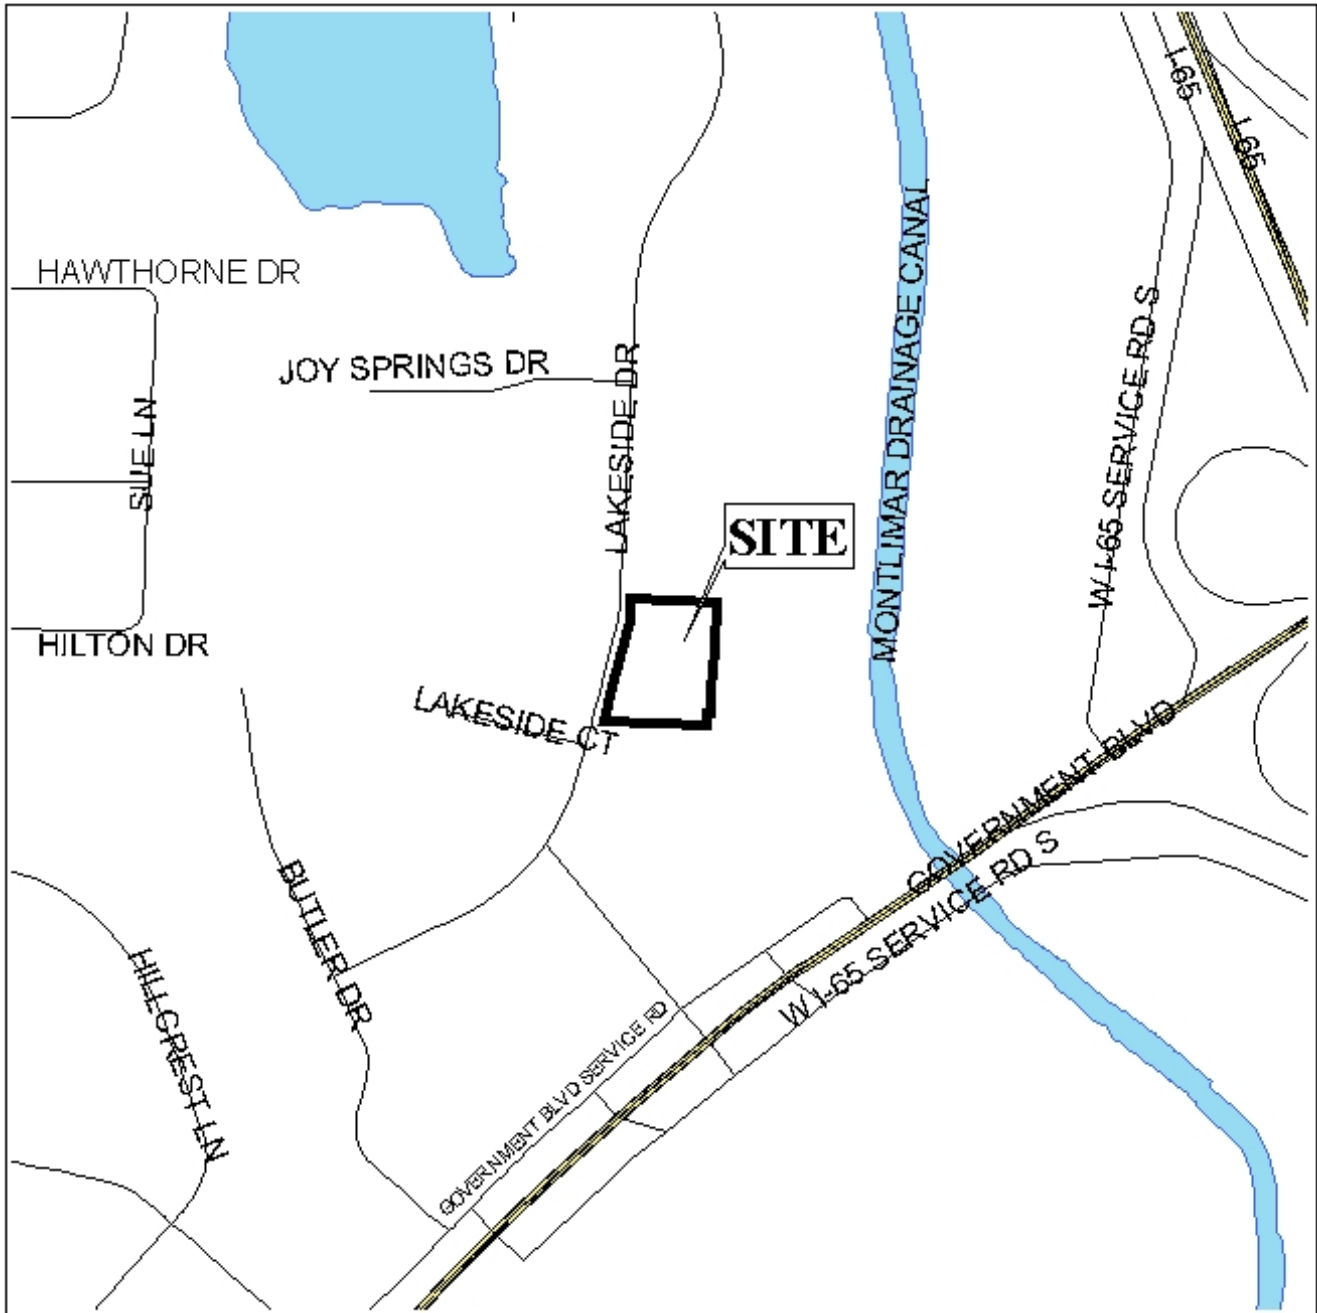 I-65
I-65
HAWTHORNE DR
JOY SPRINGS DR
LAKESIDE DR
SUE LN
MONTLIMAR DRAINAGE CANAL
W I-65 SERVICE RD S
SITE
HILTON DR
LAKESIDE CT
GOVERNMENT BLVD
W I-65 SERVICE RD S
BUTLER DR
HILLCREST LN
GOVERNMENT BLVD SERVICE RD